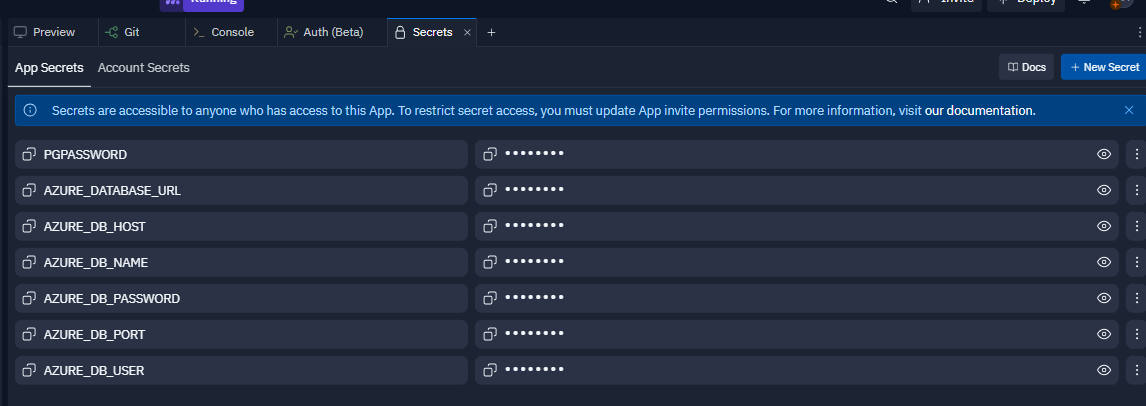 Running Invite Deploy
Preview Git Console Auth (Beta) Secrets × +
App Secrets Account Secrets Docs + New Secret
Secrets are accessible to anyone who has access to this App. To restrict secret access, you must update App invite permissions. For more information, visit our documentation.
PGPASSWORD ••••••••
AZURE_DATABASE_URL ••••••••
AZURE_DB_HOST ••••••••
AZURE_DB_NAME ••••••••
AZURE_DB_PASSWORD ••••••••
AZURE_DB_PORT ••••••••
AZURE_DB_USER ••••••••